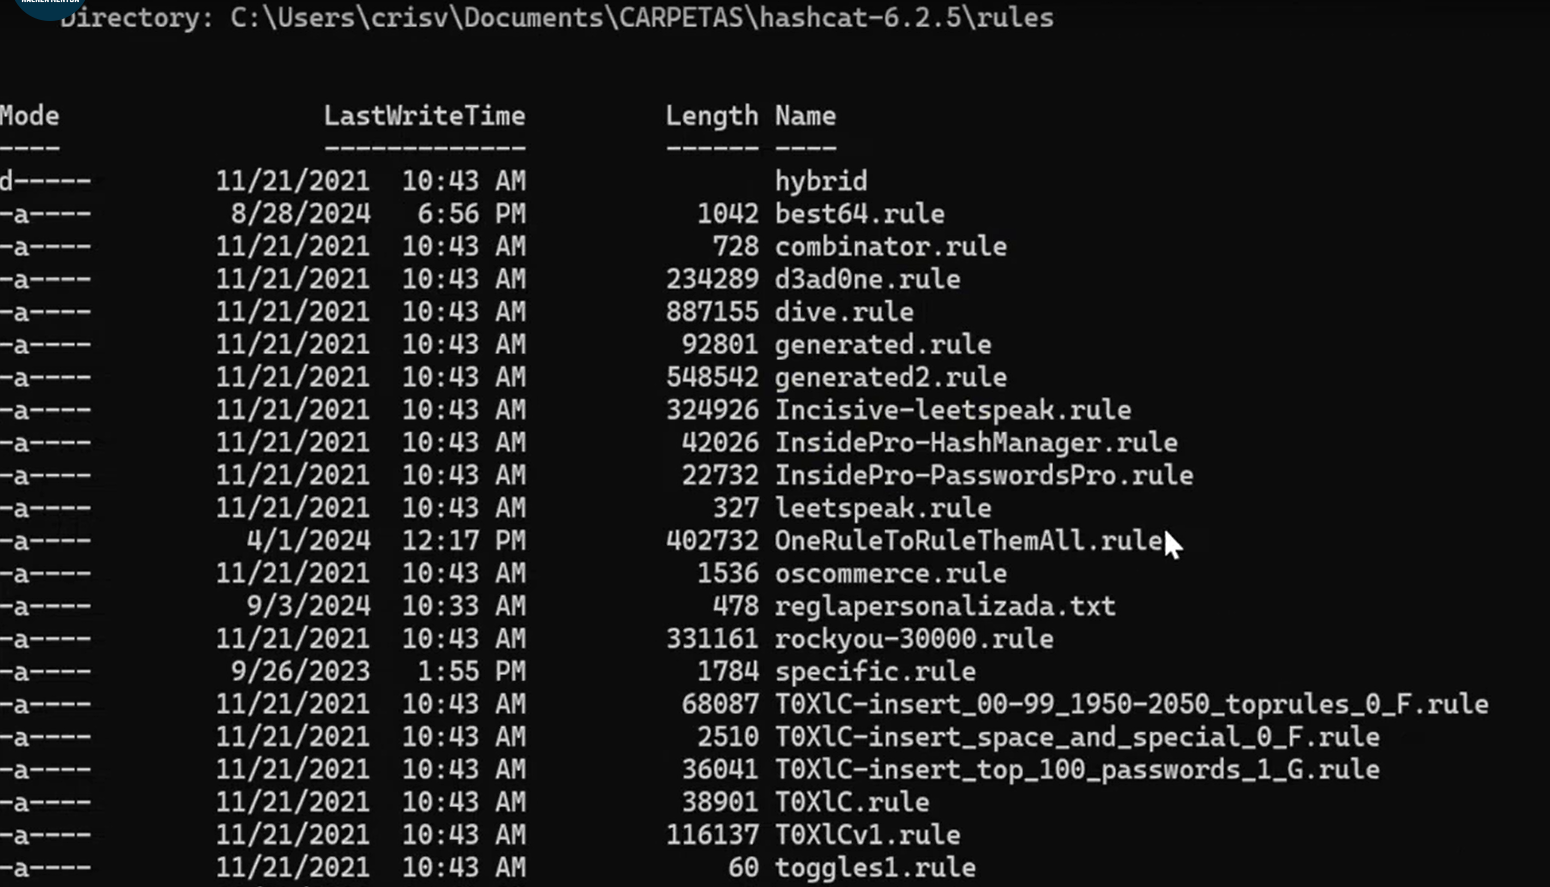 Directory: C:\Users\crisv\Documents\CARPETAS\hashcat-6.2.5\rules
Mode LastWriteTime Length Name
---- ------------- ------ ----
d----- 11/21/2021 10:43 AM hybrid
-a---- 8/28/2024 6:56 PM 1042 best64.rule
-a---- 11/21/2021 10:43 AM 728 combinator.rule
-a---- 11/21/2021 10:43 AM 234289 d3ad0ne.rule
-a---- 11/21/2021 10:43 AM 887155 dive.rule
-a---- 11/21/2021 10:43 AM 92801 generated.rule
-a---- 11/21/2021 10:43 AM 548542 generated2.rule
-a---- 11/21/2021 10:43 AM 324926 Incisive-leetspeak.rule
-a---- 11/21/2021 10:43 AM 42026 InsidePro-HashManager.rule
-a---- 11/21/2021 10:43 AM 22732 InsidePro-PasswordsPro.rule
-a---- 11/21/2021 10:43 AM 327 leetspeak.rule
-a---- 4/1/2024 12:17 PM 402732 OneRuleToRuleThemAll.rule
-a---- 11/21/2021 10:43 AM 1536 oscommerce.rule
-a---- 9/3/2024 10:33 AM 478 reglapersonalizada.txt
-a---- 11/21/2021 10:43 AM 331161 rockyou-30000.rule
-a---- 9/26/2023 1:55 PM 1784 specific.rule
-a---- 11/21/2021 10:43 AM 68087 T0XlC-insert_00-99_1950-2050_toprules_0_F.rule
-a---- 11/21/2021 10:43 AM 2510 T0XlC-insert_space_and_special_0_F.rule
-a---- 11/21/2021 10:43 AM 36041 T0XlC-insert_top_100_passwords_1_G.rule
-a---- 11/21/2021 10:43 AM 38901 T0XlC.rule
-a---- 11/21/2021 10:43 AM 116137 T0XlCv1.rule
-a---- 11/21/2021 10:43 AM 60 toggles1.rule